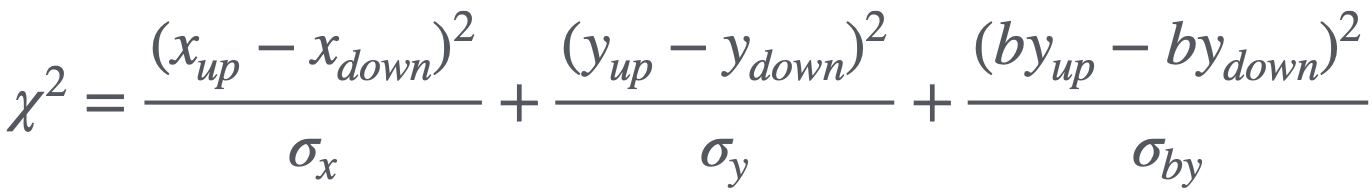 χ² = (x_up − x_down)²/σ_x + (y_up − y_down)²/σ_y + (by_up − by_down)²/σ_by